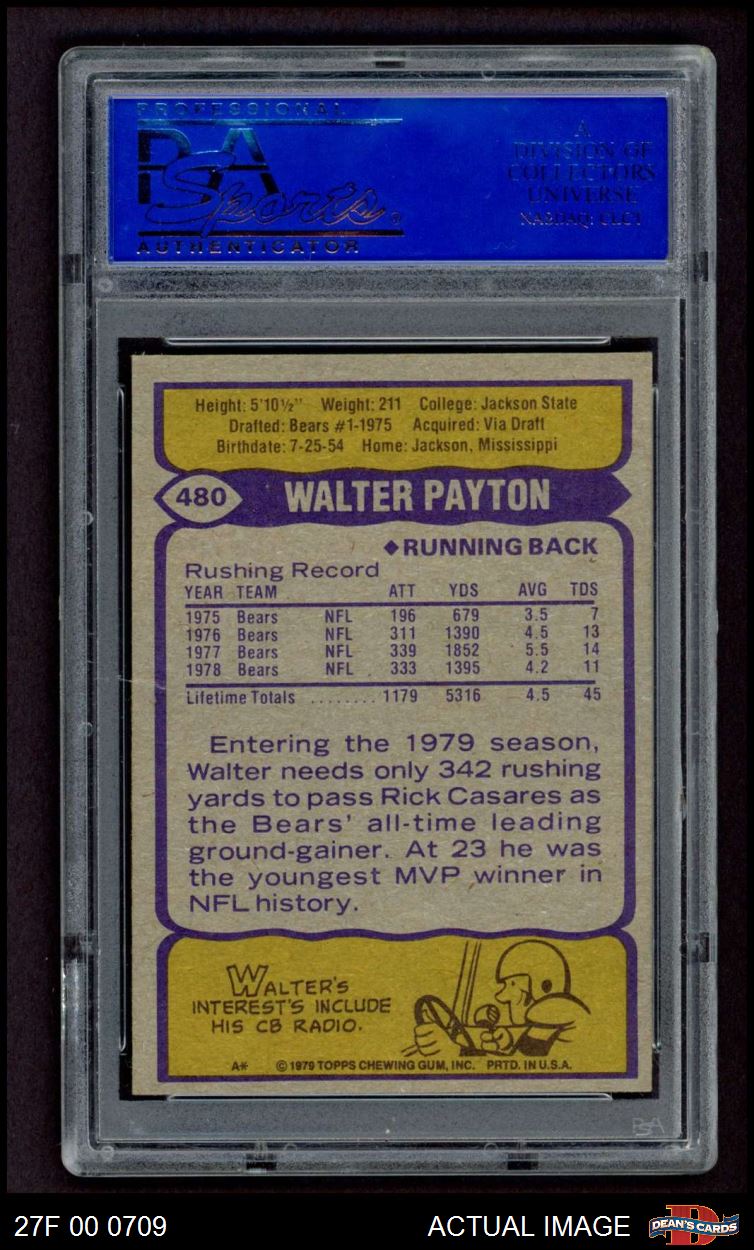 PROFESSIONAL
PSA
Sports®
AUTHENTICATOR
A
DIVISION OF
COLLECTORS
UNIVERSE
NASDAQ: CLCT
Height: 5'10½" Weight: 211 College: Jackson State
Drafted: Bears #1-1975 Acquired: Via Draft
Birthdate: 7-25-54 Home: Jackson, Mississippi
480 WALTER PAYTON
◆RUNNING BACK
Rushing Record
YEAR TEAM ATT YDS AVG TDS
1975 Bears NFL 196 679 3.5 7
1976 Bears NFL 311 1390 4.5 13
1977 Bears NFL 339 1852 5.5 14
1978 Bears NFL 333 1395 4.2 11
Lifetime Totals ........ 1179 5316 4.5 45
Entering the 1979 season,
Walter needs only 342 rushing
yards to pass Rick Casares as
the Bears' all-time leading
ground-gainer. At 23 he was
the youngest MVP winner in
NFL history.
WALTER'S
INTEREST'S INCLUDE
HIS CB RADIO.
A* © 1979 TOPPS CHEWING GUM, INC. PRTD. IN U.S.A.
PSA
27F 00 0709 ACTUAL IMAGE D DEAN'S CARDS